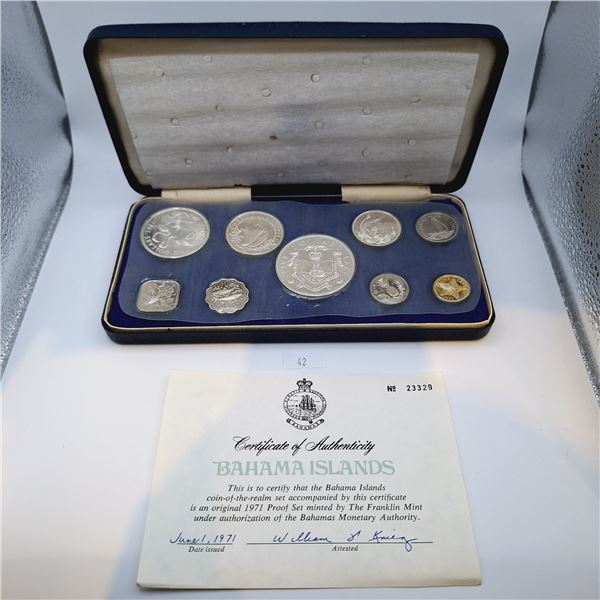 42
Nº 23329
BAHAMAS
Certificate of Authenticity
BAHAMA ISLANDS
This is to certify that the Bahama Islands
coin-of-the-realm set accompanied by this certificate
is an original 1971 Proof Set minted by The Franklin Mint
under authorization of the Bahamas Monetary Authority.
June 1, 1971
William
Date issued
Attested